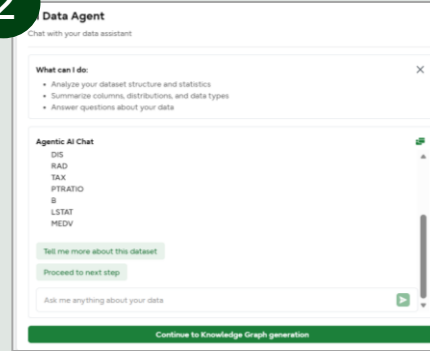 2
Data Agent
Chat with your data assistant
What can I do:
• Analyze your dataset structure and statistics
• Summarize columns, distributions, and data types
• Answer questions about your data
Agentic AI Chat
DIS
RAD
TAX
PTRATIO
B
LSTAT
MEDV
Tell me more about this dataset
Proceed to next step
Ask me anything about your data
Continue to Knowledge Graph generation